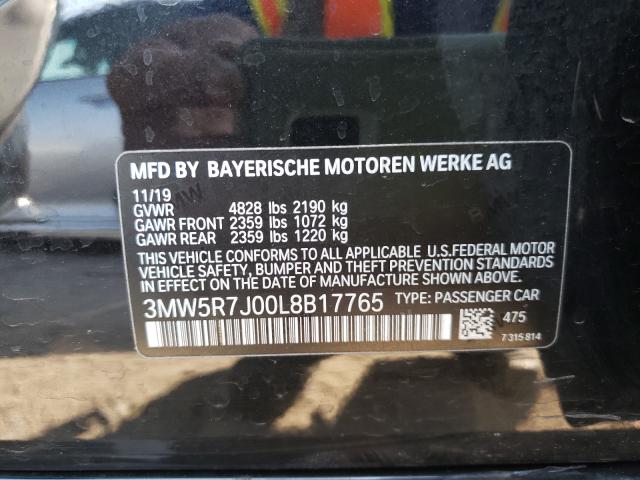 MFD BY BAYERISCHE MOTOREN WERKE AG
11/19
GVWR 4828 lbs 2190 kg
GAWR FRONT 2359 lbs 1072 kg
GAWR REAR 2359 lbs 1220 kg
THIS VEHICLE CONFORMS TO ALL APPLICABLE U.S.FEDERAL MOTOR
VEHICLE SAFETY, BUMPER, AND THEFT PREVENTION STANDARDS
IN EFFECT ON THE DATE OF MANUFACTURE SHOWN ABOVE.
3MW5R7J00L8B17765 TYPE: PASSENGER CAR
475
7 315 814